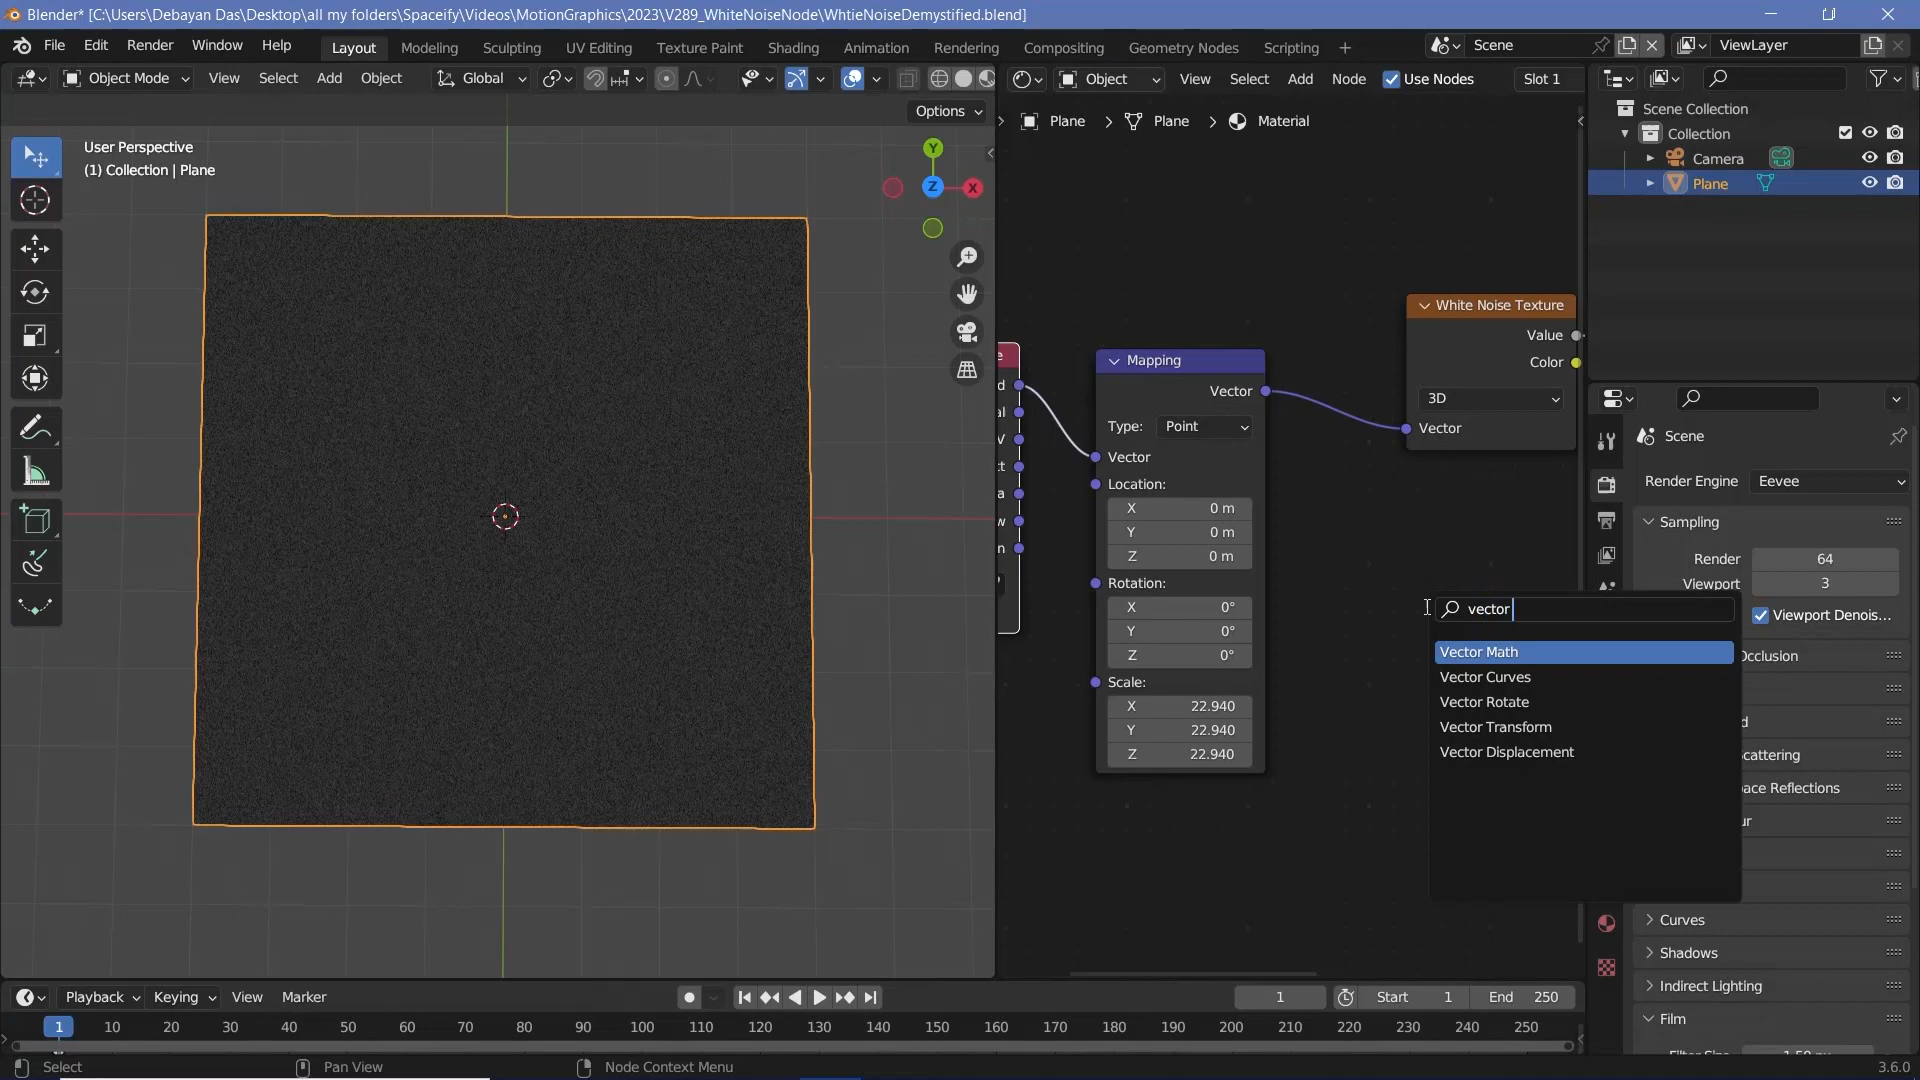 Blender* [C:\Users\Debayan Das\Desktop\all my folders\Spaceify\Videos\MotionGraphics\2023\V289_WhiteNoiseNode\WhtieNoiseDemystified.blend]
File Edit Render Window Help Layout Modeling Sculpting UV Editing Texture Paint Shading Animation Rendering Compositing Geometry Nodes Scripting + Scene ViewLayer
Object Mode View Select Add Object Global Object View Select Add Node Use Nodes Slot 1
Options
Plane > Plane > Material
User Perspective
(1) Collection | Plane
Y
Z
X
Scene Collection
Collection
Camera
Plane
e
d
al
V
ct
a
w
n
Mapping
Vector
Type: Point
Vector
Location:
X 0 m
Y 0 m
Z 0 m
Rotation:
X 0°
Y 0°
Z 0°
Scale:
X 22.940
Y 22.940
Z 22.940
White Noise Texture
Value
Color
3D
Vector
vector
Vector Math
Vector Curves
Vector Rotate
Vector Transform
Vector Displacement
Scene
Render Engine Eevee
Sampling
Render 64
Viewport 3
Viewport Denois...
Occlusion
d
cattering
ace Reflections
ur
Curves
Shadows
Indirect Lighting
Film
Playback Keying View Marker 1 Start 1 End 250
1 10 20 30 40 50 60 70 80 90 100 110 120 130 140 150 160 170 180 190 200 210 220 230 240 250
Select Pan View Node Context Menu 3.6.0